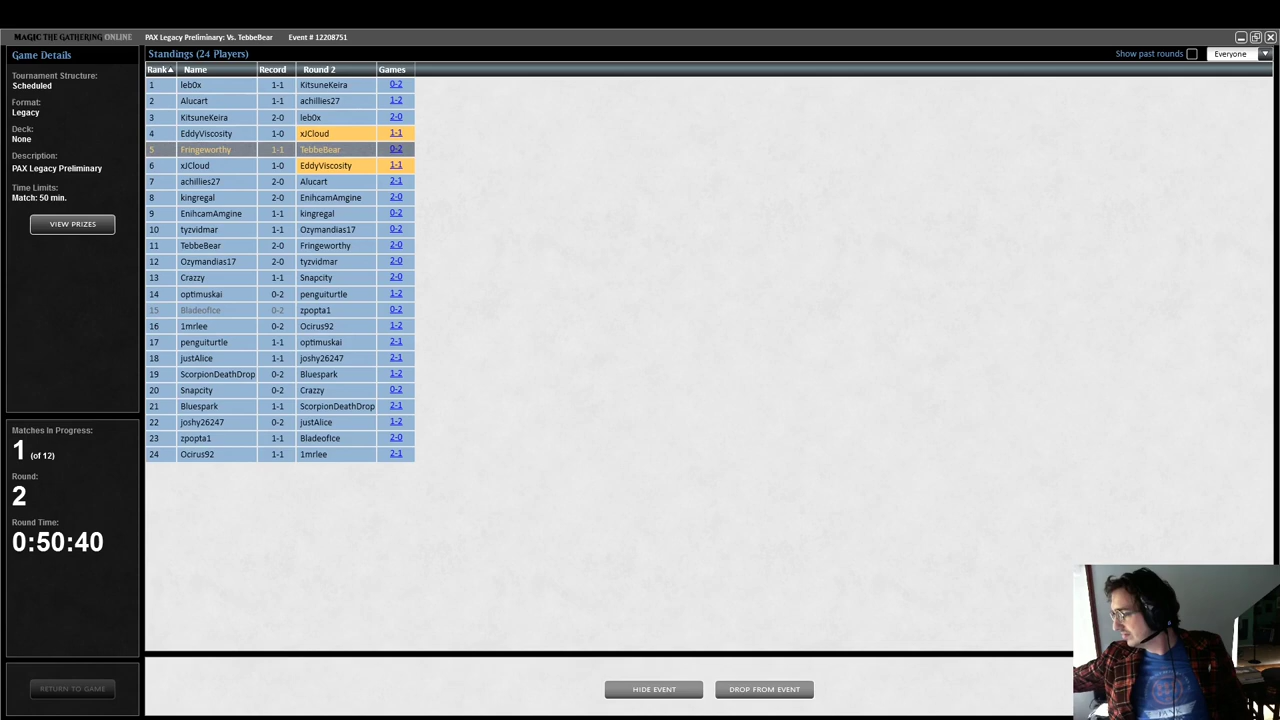 MAGIC THE GATHERING ONLINE PAX Legacy Preliminary: Vs. TebbeBear Event # 12208751
Game Details
Tournament Structure:
Scheduled
Format:
Legacy
Deck:
None
Description:
PAX Legacy Preliminary
Time Limits:
Match: 50 min.
VIEW PRIZES
Matches In Progress:
1 (of 12)
Round:
2
Round Time:
0:50:40
RETURN TO GAME
Standings (24 Players) Show past rounds Everyone
Rank Name Record Round 2 Games
1 leb0x 1-1 KitsuneKeira 0-2
2 Alucart 1-1 achillies27 1-2
3 KitsuneKeira 2-0 leb0x 2-0
4 EddyViscosity 1-0 xJCloud 1-1
5 Fringeworthy 1-1 TebbeBear 0-2
6 xJCloud 1-0 EddyViscosity 1-1
7 achillies27 2-0 Alucart 2-1
8 kingregal 2-0 EnihcamAmgine 2-0
9 EnihcamAmgine 1-1 kingregal 0-2
10 tyzvidmar 1-1 Ozymandias17 0-2
11 TebbeBear 2-0 Fringeworthy 2-0
12 Ozymandias17 2-0 tyzvidmar 2-0
13 Crazzy 1-1 Snapcity 2-0
14 optimuskai 0-2 penguiturtle 1-2
15 BladeofIce 0-2 zpopta1 0-2
16 1mrlee 0-2 Ocirus92 1-2
17 penguiturtle 1-1 optimuskai 2-1
18 justAlice 1-1 joshy26247 2-1
19 ScorpionDeathDrop 0-2 Bluespark 1-2
20 Snapcity 0-2 Crazzy 0-2
21 Bluespark 1-1 ScorpionDeathDrop 2-1
22 joshy26247 0-2 justAlice 1-2
23 zpopta1 1-1 BladeofIce 2-0
24 Ocirus92 1-1 1mrlee 2-1
HIDE EVENT DROP FROM EVENT